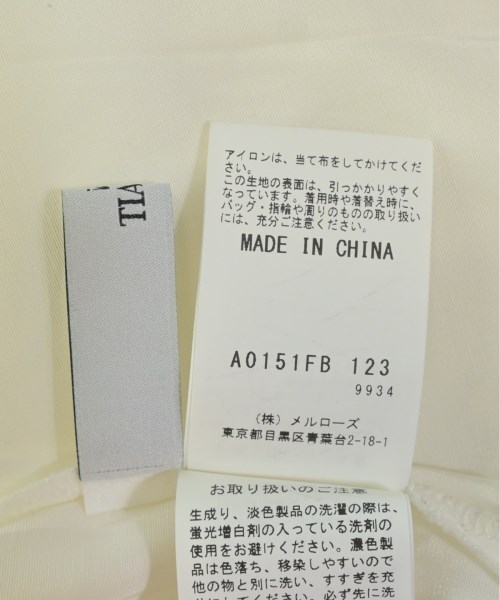 TIA
アイロンは、当て布をしてかけてくだ
さい。
この生地の表面は、引っかかりやすく
なっています。着用時や着替え時に、
バッグ・指輪や周りのものの取り扱い
には、充分ご注意ください。
MADE IN CHINA
A0151FB 123
9934
(株) メルローズ
東京都目黒区青葉台2-18-1
お取り扱いのご注意
生成り、淡色製品の洗濯の際は、
蛍光増白剤の入っている洗剤の
使用をお避けください。濃色製
品は色落ち、移染しやすいので
他の物と別に洗い、すすぎを充
分にしてください。必ず先に洗